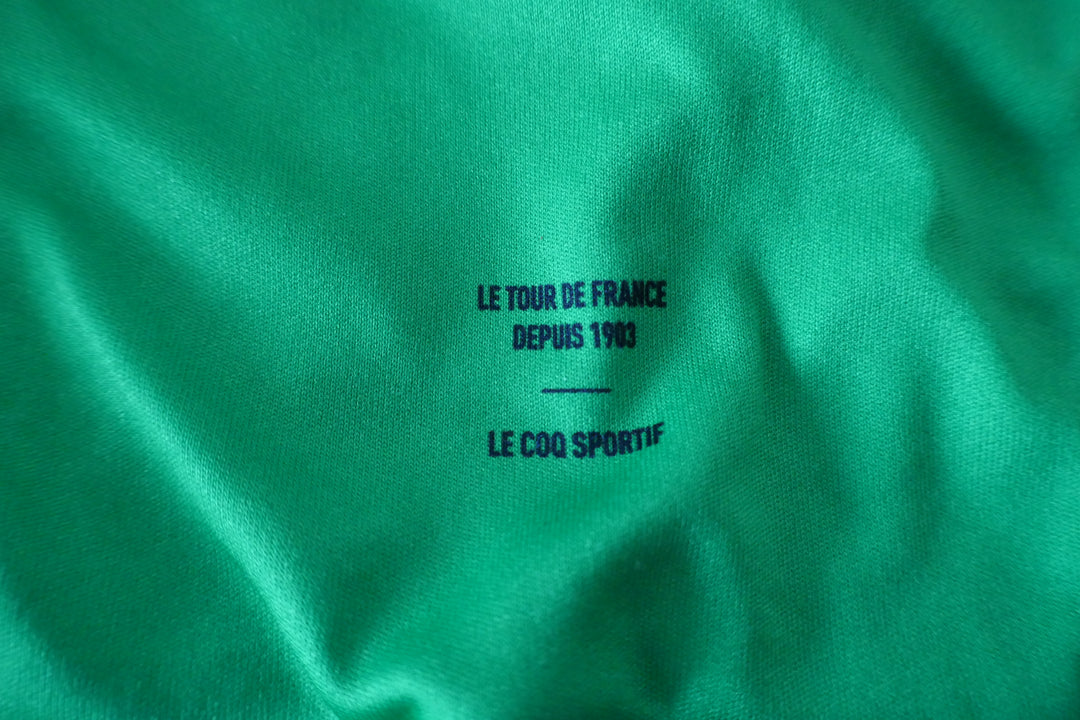 LE TOUR DE FRANCE
DEPUIS 1903
LE COQ SPORTIF